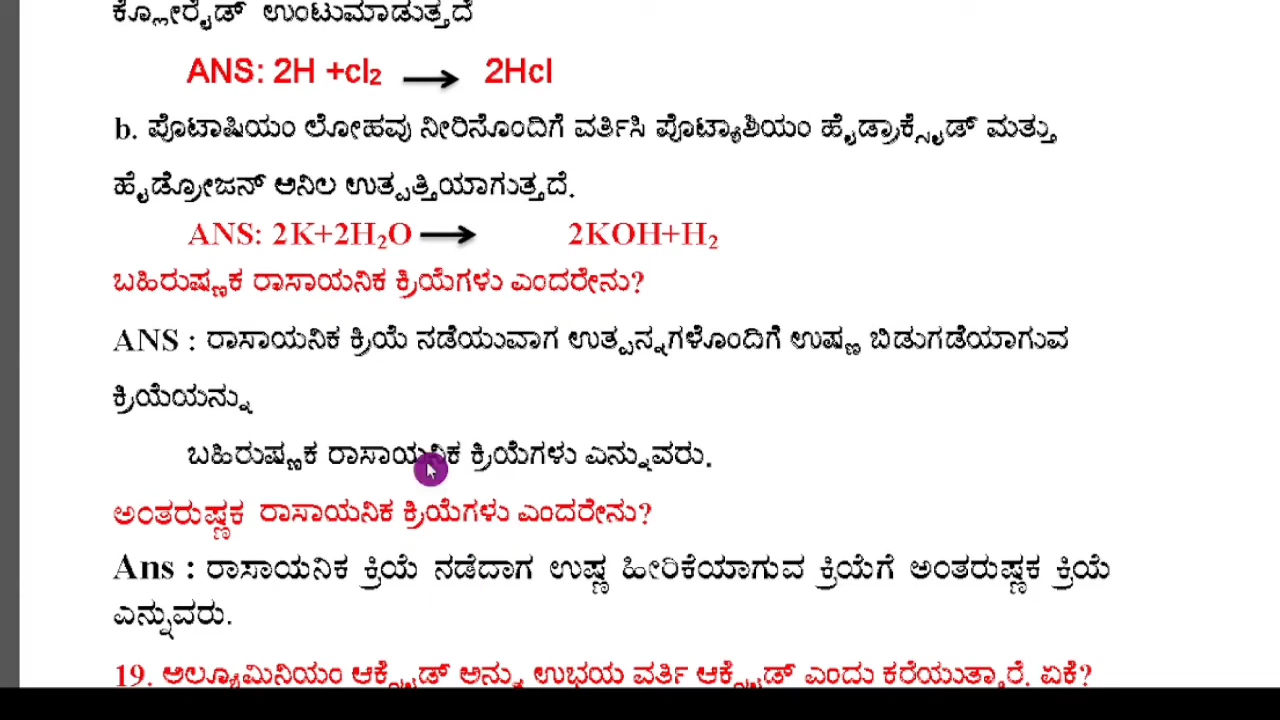 ಕ್ಲೋರೈಡ್ ಉಂಟುಮಾಡುತ್ತದೆ
ANS: 2H +cl₂ → 2Hcl
b. ಪೊಟಾಷಿಯಂ ಲೋಹವು ನೀರಿನೊಂದಿಗೆ ವರ್ತಿಸಿ ಪೊಟ್ಯಾಶಿಯಂ ಹೈಡ್ರಾಕ್ಸೈಡ್ ಮತ್ತು
ಹೈಡ್ರೋಜನ್ ಅನಿಲ ಉತ್ಪತ್ತಿಯಾಗುತ್ತದೆ.
ANS: 2K+2H₂O → 2KOH+H₂
ಬಹಿರುಷ್ಣಕ ರಾಸಾಯನಿಕ ಕ್ರಿಯೆಗಳು ಎಂದರೇನು?
ANS : ರಾಸಾಯನಿಕ ಕ್ರಿಯೆ ನಡೆಯುವಾಗ ಉತ್ಪನ್ನಗಳೊಂದಿಗೆ ಉಷ್ಣ ಬಿಡುಗಡೆಯಾಗುವ
ಕ್ರಿಯೆಯನ್ನು
ಬಹಿರುಷ್ಣಕ ರಾಸಾಯನಿಕ ಕ್ರಿಯೆಗಳು ಎನ್ನುವರು.
ಅಂತರುಷ್ಣಕ ರಾಸಾಯನಿಕ ಕ್ರಿಯೆಗಳು ಎಂದರೇನು?
Ans : ರಾಸಾಯನಿಕ ಕ್ರಿಯೆ ನಡೆದಾಗ ಉಷ್ಣ ಹೀರಿಕೆಯಾಗುವ ಕ್ರಿಯೆಗೆ ಅಂತರುಷ್ಣಕ ಕ್ರಿಯೆ
ಎನ್ನುವರು.
19. ಅಲ್ಯೂಮಿನಿಯಂ ಆಕ್ಸೈಡ್ ಅನ್ನು ಉಭಯ ವರ್ತಿ ಆಕ್ಸೈಡ್ ಎಂದು ಕರೆಯುತ್ತಾರೆ. ಏಕೆ?